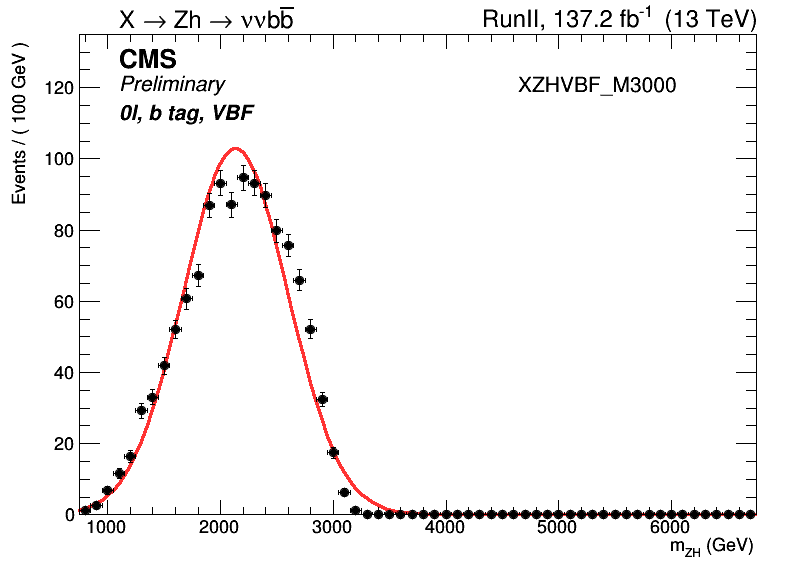 X → Zh → ννbb̅ RunII, 137.2 fb⁻¹ (13 TeV)
CMS
Preliminary
0l, b tag, VBF
XZHVBF_M3000
Events / ( 100 GeV )
120
100
80
60
40
20
0
1000 2000 3000 4000 5000 6000
m_ZH (GeV)